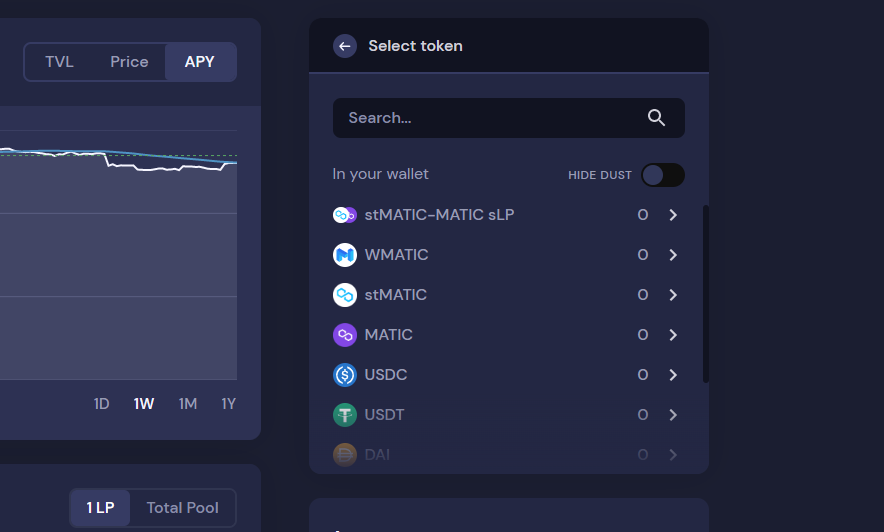 TVL Price APY
1D 1W 1M 1Y
1 LP Total Pool
Select token
Search...
In your wallet HIDE DUST
stMATIC-MATIC sLP 0
WMATIC 0
stMATIC 0
MATIC 0
USDC 0
USDT 0
DAI 0